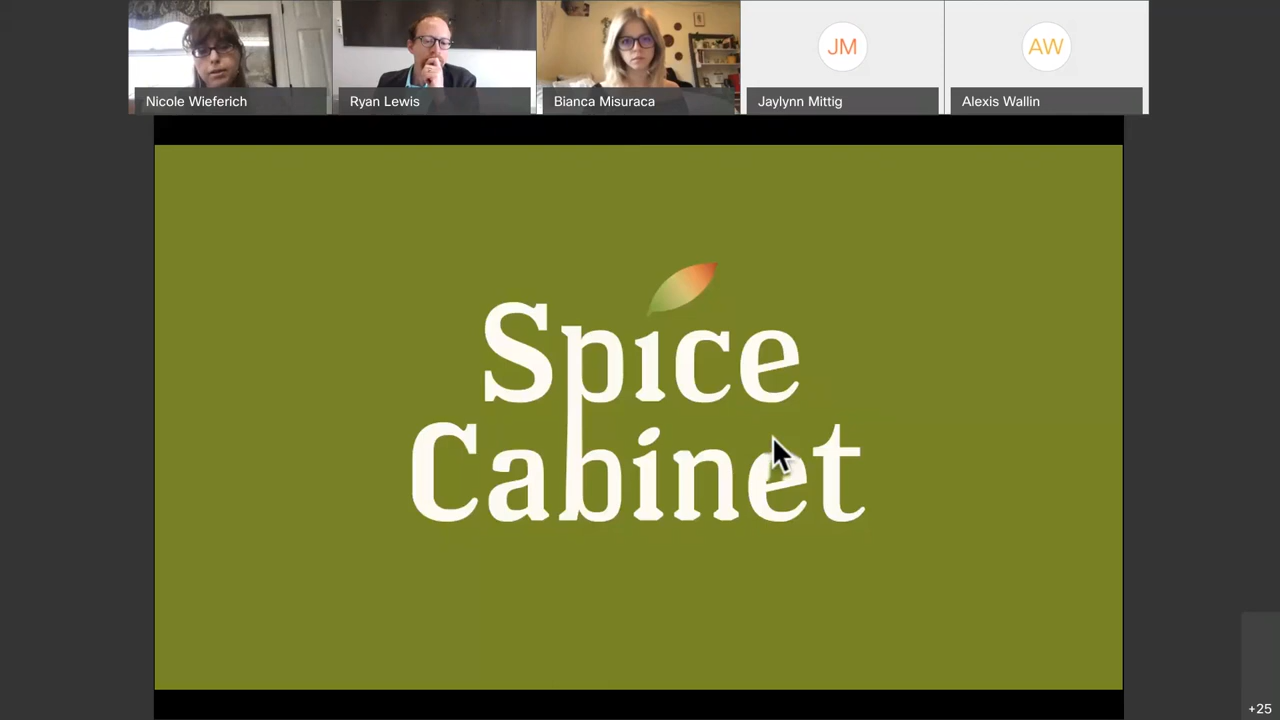 Nicole Wieferich
Ryan Lewis
Bianca Misuraca
JM
Jaylynn Mittig
AW
Alexis Wallin
Spice
Cabinet
+25